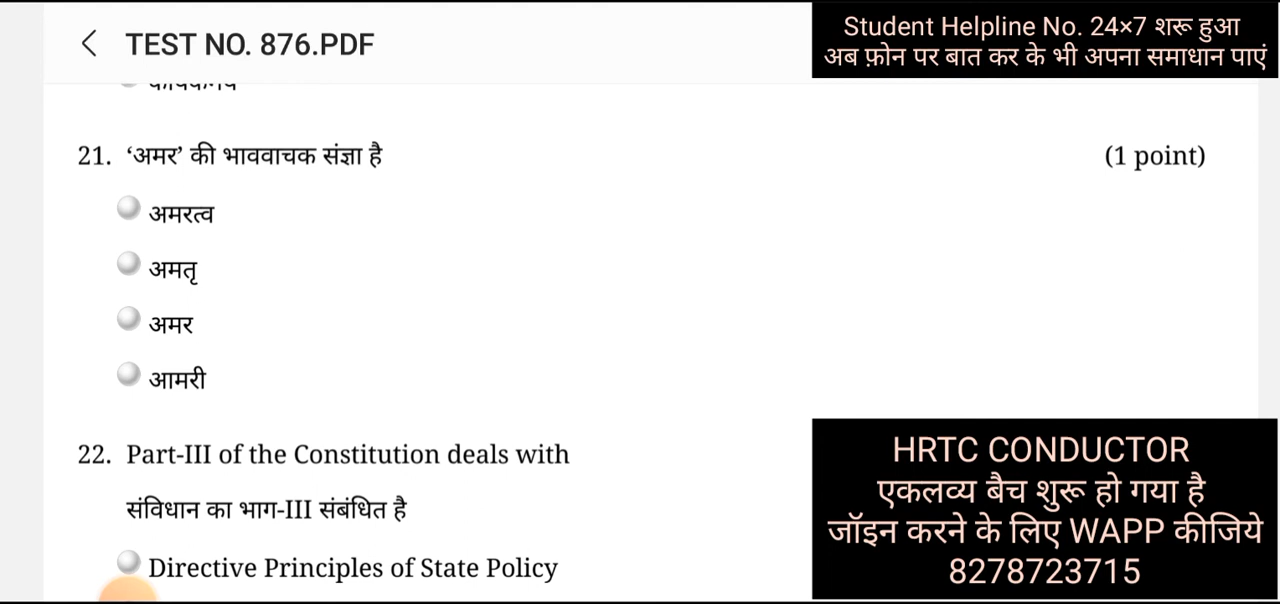 TEST NO. 876.PDF
Student Helpline No. 24×7 शरू हुआ
अब फ़ोन पर बात कर के भी अपना समाधान पाएं
21. ‘अमर’ की भाववाचक संज्ञा है (1 point)
अमरत्व
अमतृ
अमर
आमरी
22. Part-III of the Constitution deals with
संविधान का भाग-III संबंधित है
Directive Principles of State Policy
HRTC CONDUCTOR
एकलव्य बैच शुरू हो गया है
जॉइन करने के लिए WAPP कीजिये
8278723715